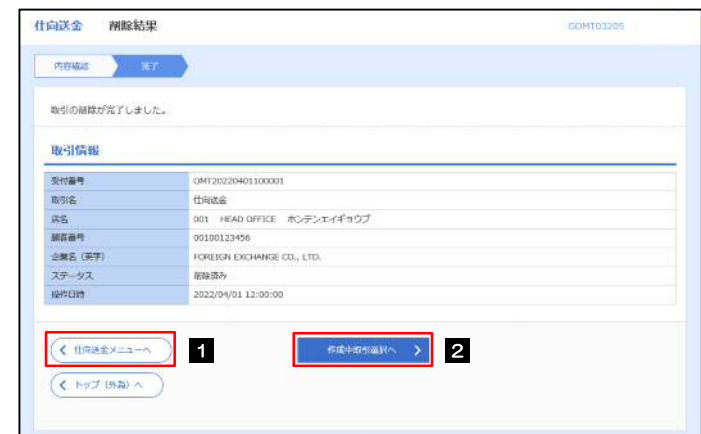 仕向送金 削除結果 GOMT03205
内容確認 完了
取引の削除が完了しました。
取引情報
受付番号 OMT20220401100001
取引名 仕向送金
店名 001 HEAD OFFICE ホンテンエイギョウブ
顧客番号 00100123456
企業名（英字） FOREIGN EXCHANGE CO., LTD.
ステータス 削除済み
操作日時 2022/04/01 12:00:00
仕向送金メニューへ 1 作成中取引選択へ 2
トップ（外為）へ